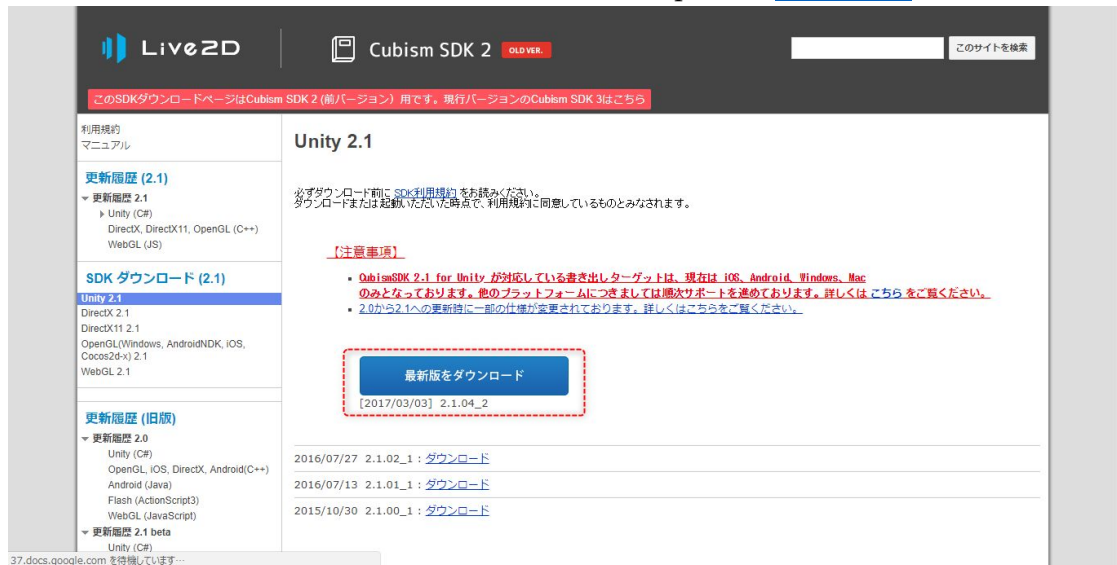 Live2D
Cubism SDK 2 OLD VER.
このサイトを検索
このSDKダウンロードページはCubism SDK 2 (前バージョン) 用です。現行バージョンのCubism SDK 3はこちら
利用規約
マニュアル
更新履歴 (2.1)
更新履歴 2.1
Unity (C#)
DirectX, DirectX11, OpenGL (C++)
WebGL (JS)
SDK ダウンロード (2.1)
Unity 2.1
DirectX 2.1
DirectX11 2.1
OpenGL(Windows, AndroidNDK, iOS,
Cocos2d-x) 2.1
WebGL 2.1
更新履歴 (旧版)
更新履歴 2.0
Unity (C#)
OpenGL, iOS, DirectX, Android(C++)
Android (Java)
Flash (ActionScript3)
WebGL (JavaScript)
更新履歴 2.1 beta
Unity (C#)
Unity 2.1
必ずダウンロード前に SDK利用規約 をお読みください。
ダウンロードまたは起動いただいた時点で、利用規約に同意しているものとみなされます。
【注意事項】
CubismSDK 2.1 for Unity が対応している書き出しターゲットは、現在は iOS、Android、Windows、Mac
のみとなっております。他のプラットフォームにつきましては順次サポートを進めております。詳しくは こちら をご覧ください。
2.0から2.1への更新時に一部の仕様が変更されております。詳しくはこちらをご覧ください。
最新版をダウンロード
[2017/03/03] 2.1.04_2
2016/07/27 2.1.02_1 : ダウンロード
2016/07/13 2.1.01_1 : ダウンロード
2015/10/30 2.1.00_1 : ダウンロード
37.docs.google.com を待機しています…